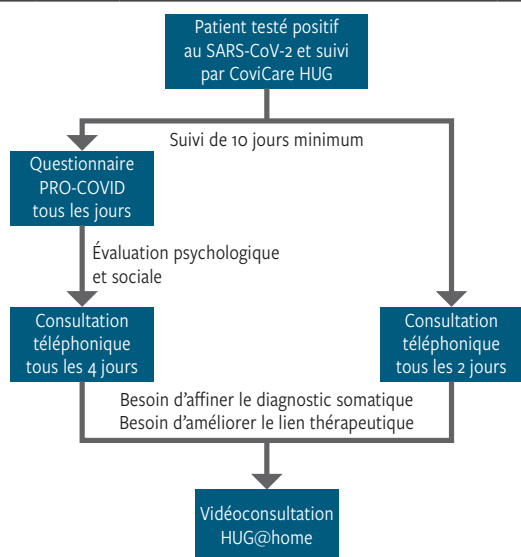 Patient testé positif
au SARS-CoV-2 et suivi
par CoviCare HUG
Suivi de 10 jours minimum
Questionnaire
PRO-COVID
tous les jours
Évaluation psychologique
et sociale
Consultation
téléphonique
tous les 4 jours
Consultation
téléphonique
tous les 2 jours
Besoin d'affiner le diagnostic somatique
Besoin d'améliorer le lien thérapeutique
Vidéoconsultation
HUG@home